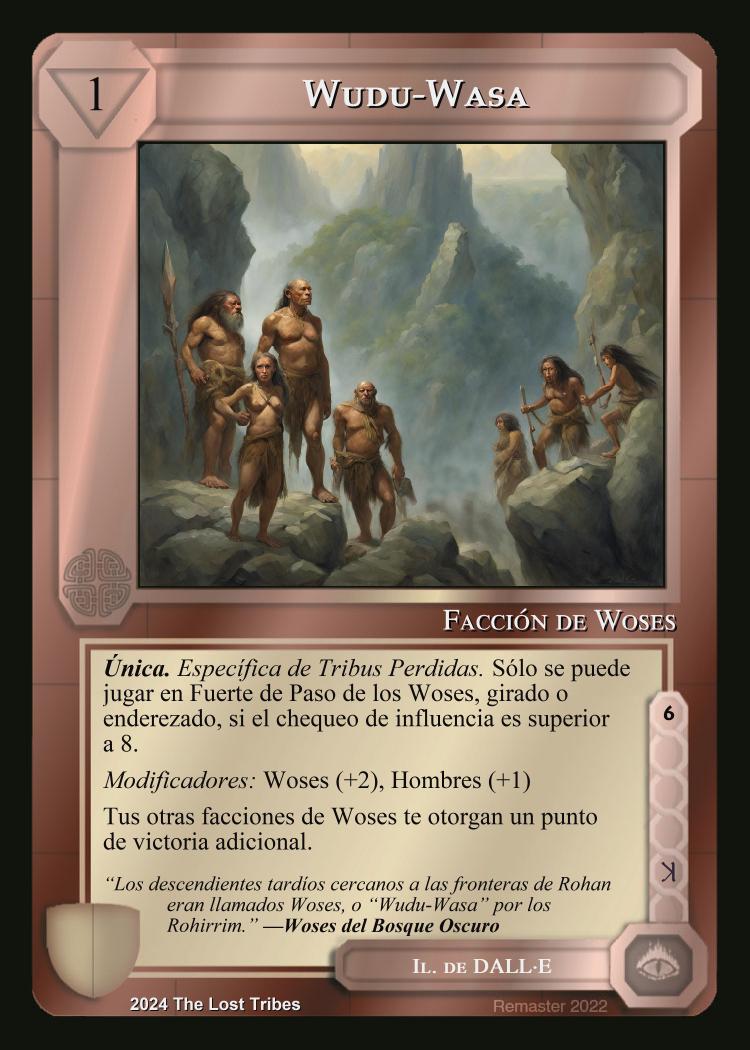 1
Wudu-Wasa
Facción de Woses
Única. Específica de Tribus Perdidas. Sólo se puede
jugar en Fuerte de Paso de los Woses, girado o
enderezado, si el chequeo de influencia es superior
a 8.
Modificadores: Woses (+2), Hombres (+1)
Tus otras facciones de Woses te otorgan un punto
de victoria adicional.
“Los descendientes tardíos cercanos a las fronteras de Rohan
eran llamados Woses, o “Wudu-Wasa” por los
Rohirrim.” —Woses del Bosque Oscuro
6
Il. de DALL·E
2024 The Lost Tribes
Remaster 2022